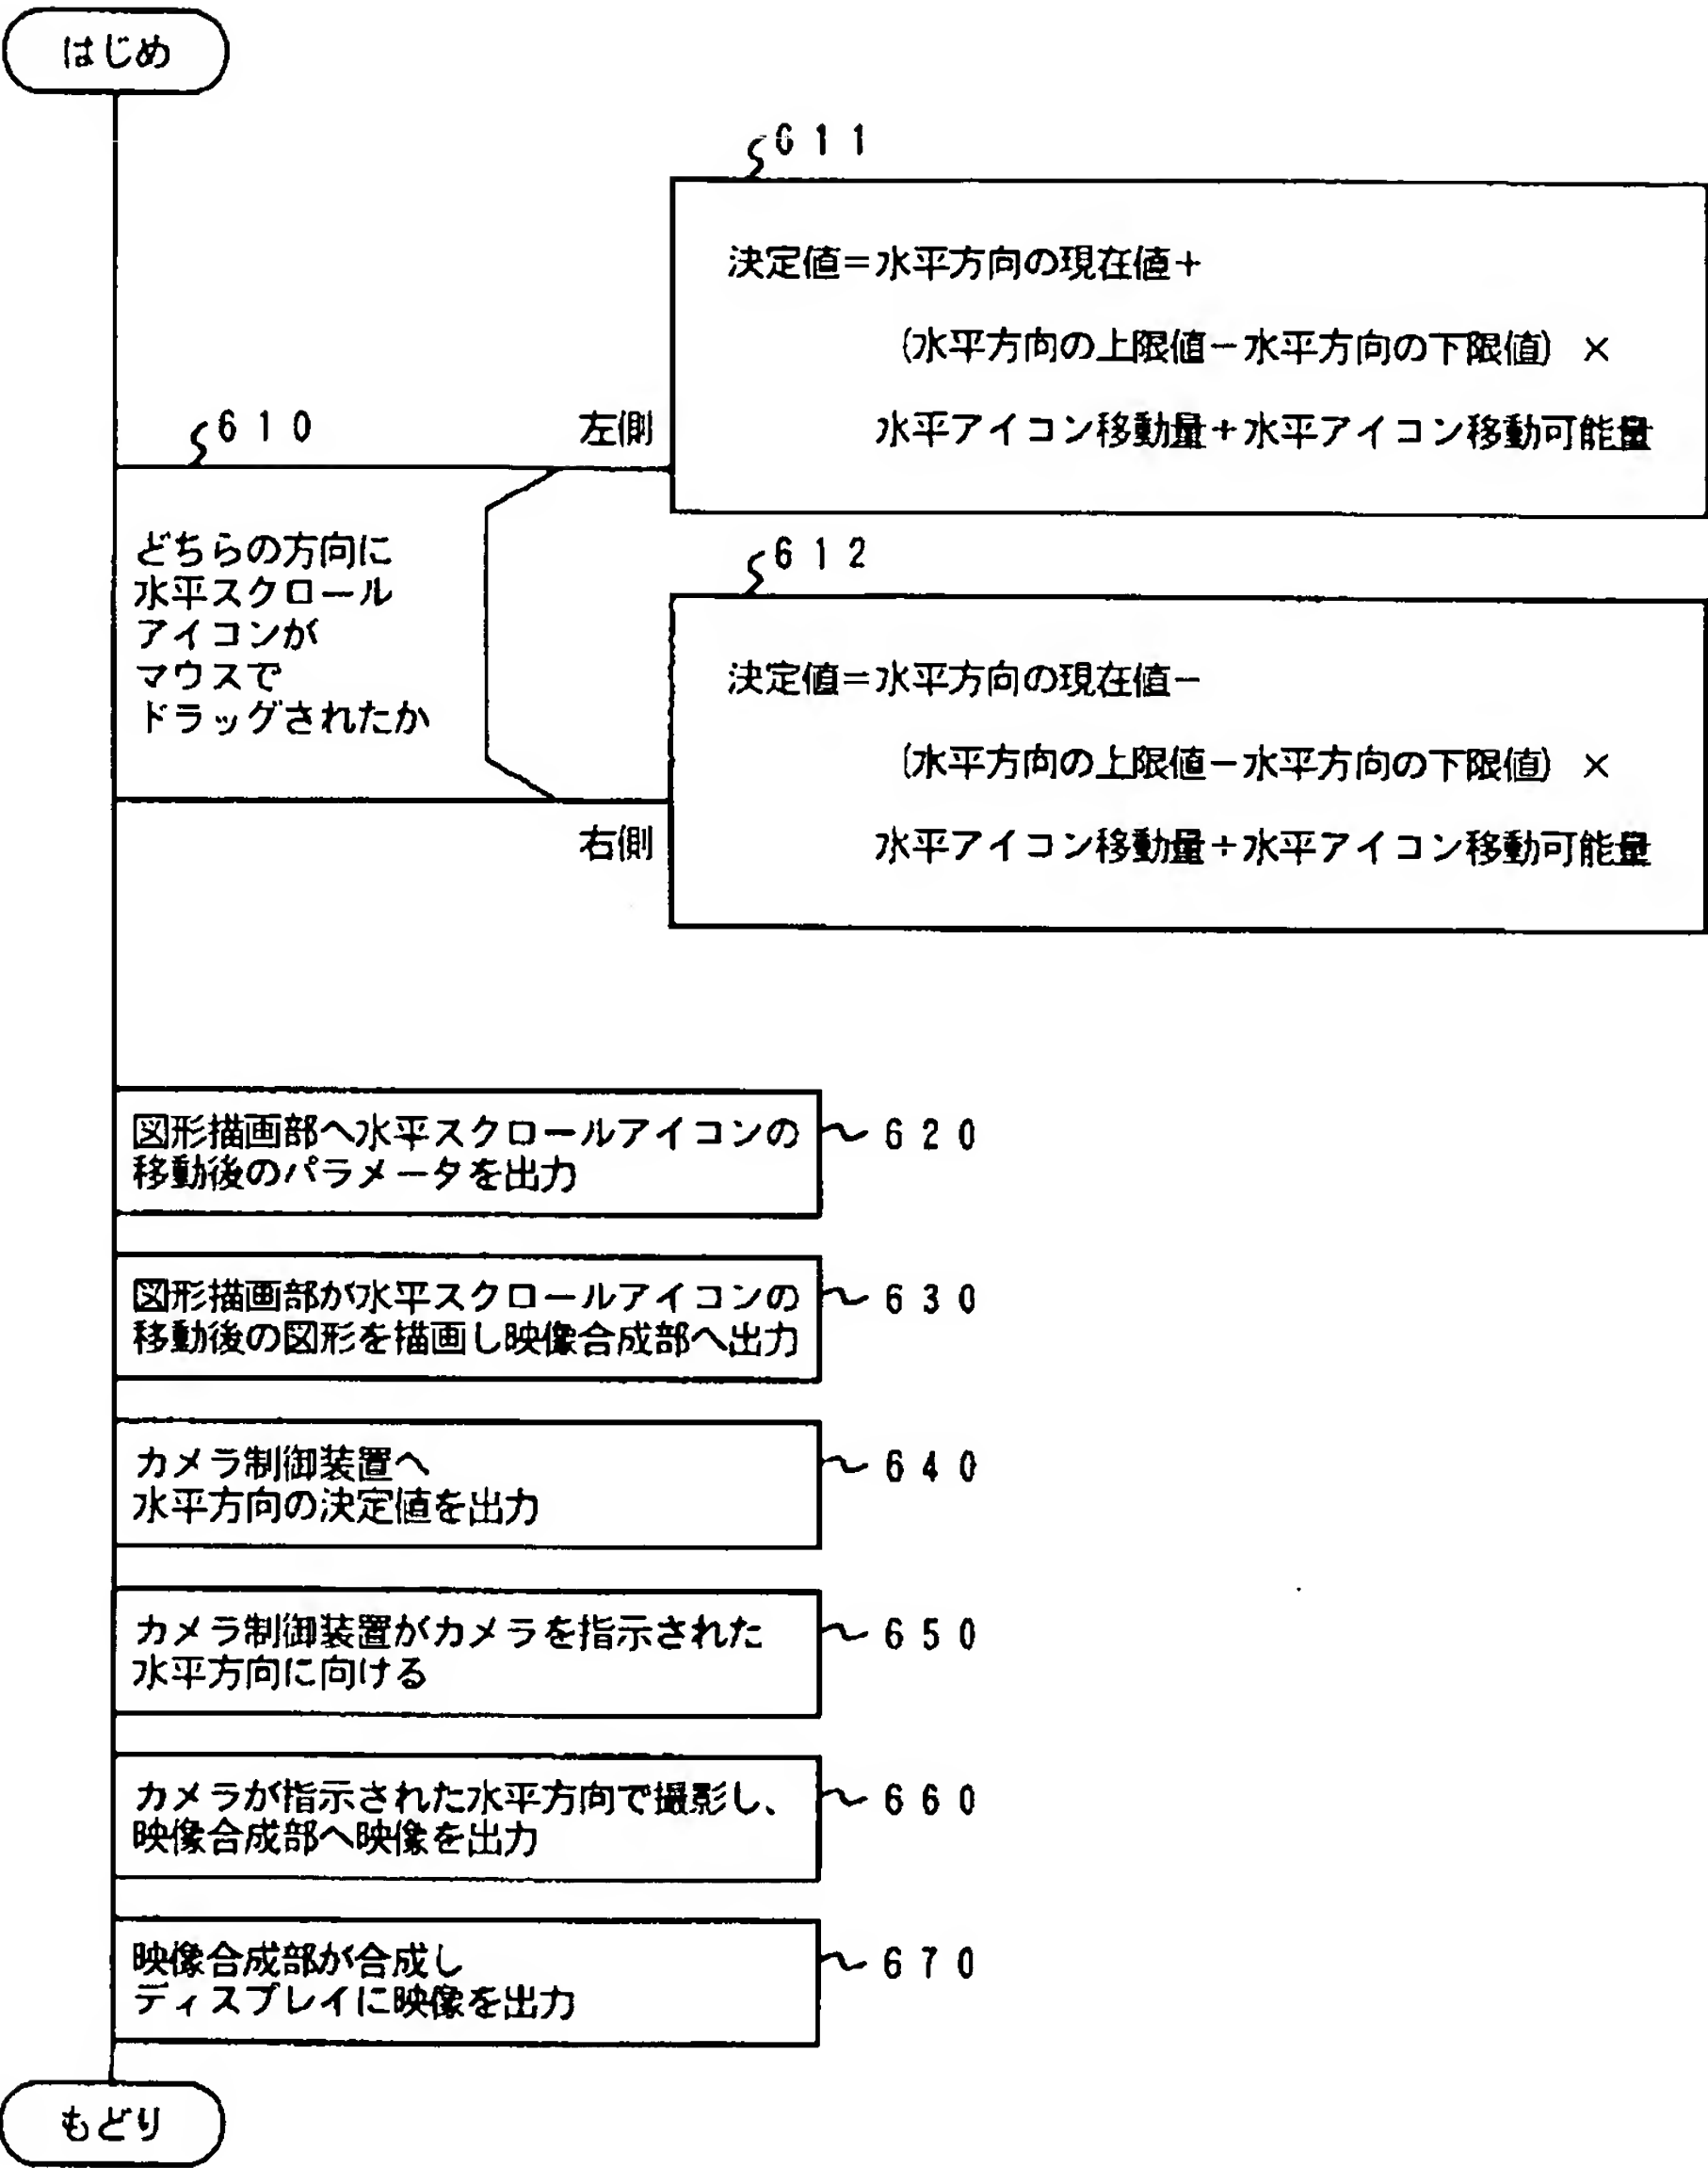 はじめ
611
決定値=水平方向の現在値+
(水平方向の上限値-水平方向の下限値) ×
水平アイコン移動量÷水平アイコン移動可能量
610
左側
どちらの方向に
水平スクロール
アイコンが
マウスで
ドラッグされたか
612
決定値=水平方向の現在値-
(水平方向の上限値-水平方向の下限値) ×
水平アイコン移動量÷水平アイコン移動可能量
右側
図形描画部へ水平スクロールアイコンの
移動後のパラメータを出力
620
図形描画部が水平スクロールアイコンの
移動後の図形を描画し映像合成部へ出力
630
カメラ制御装置へ
水平方向の決定値を出力
640
カメラ制御装置がカメラを指示された
水平方向に向ける
650
カメラが指示された水平方向で撮影し、
映像合成部へ映像を出力
660
映像合成部が合成し
ディスプレイに映像を出力
670
もどり